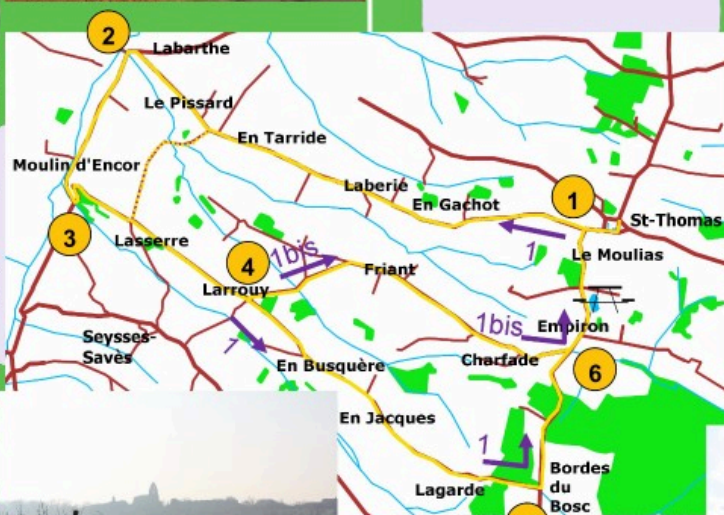 2
Labarthe
Le Pissard
En Tarride
Moulin d'Encor
Laberie
En Gachot
1
St-Thomas
1
3
Lasserre
4
1bis
Friant
Le Moulias
Larrouy
1bis
Empiron
1
Seysses-
Savès
Charfade
6
En Busquère
En Jacques
1
Lagarde
Bordes
du
Bosc